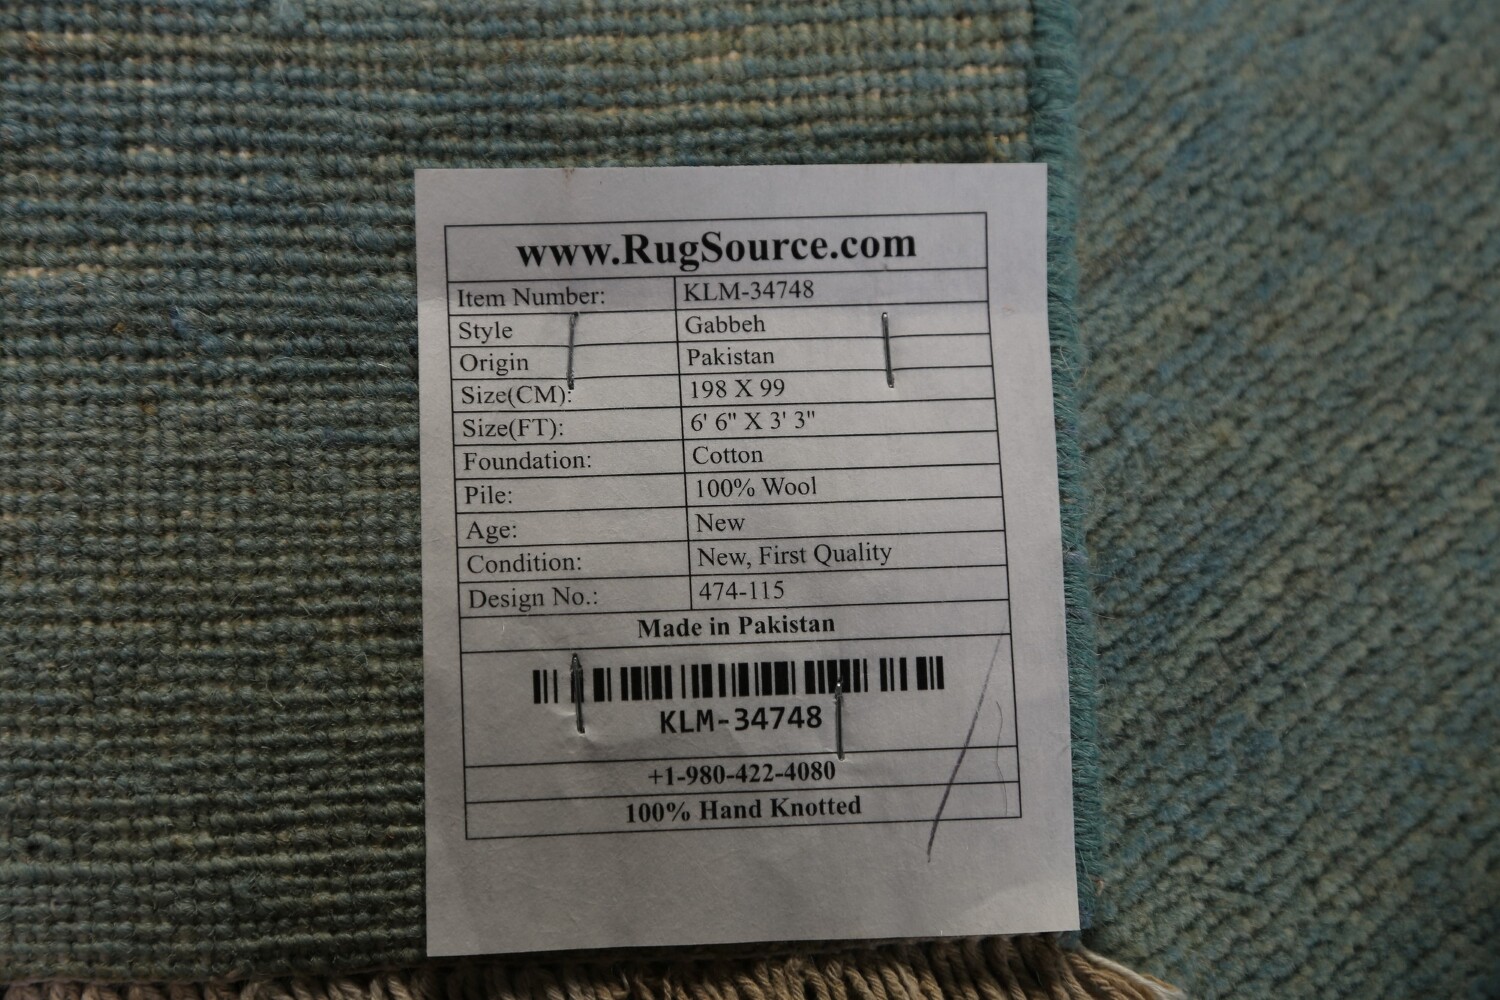 www.RugSource.com
Item Number: KLM-34748
Style Gabbeh
Origin Pakistan
Size(CM): 198 X 99
Size(FT): 6' 6" X 3' 3"
Foundation: Cotton
Pile: 100% Wool
Age: New
Condition: New, First Quality
Design No.: 474-115
Made in Pakistan
KLM-34748
+1-980-422-4080
100% Hand Knotted